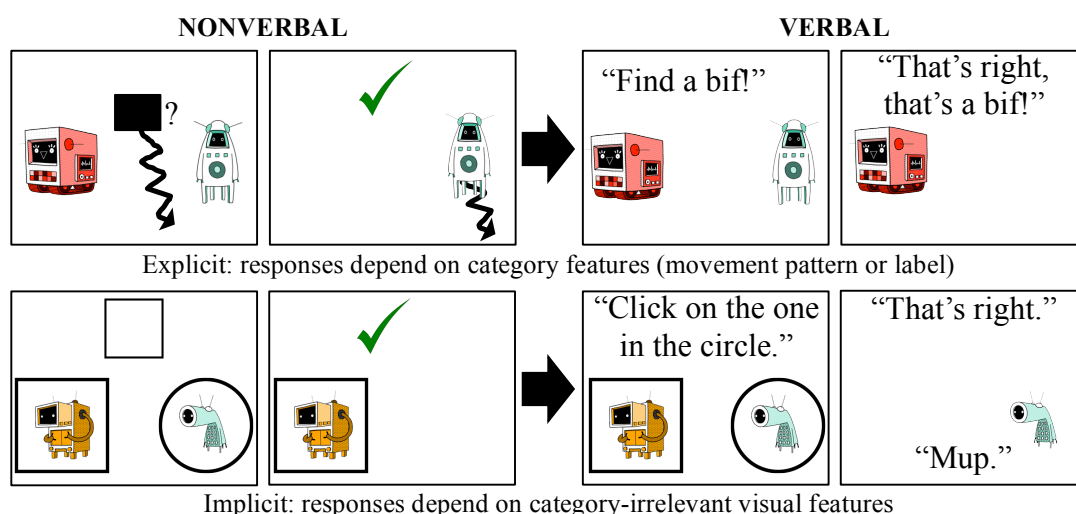 NONVERBAL
VERBAL
?
“Find a bif!”
“That’s right,
that’s a bif!”
Explicit: responses depend on category features (movement pattern or label)
“Click on the one
in the circle.”
“That’s right.”
“Mup.”
Implicit: responses depend on category-irrelevant visual features